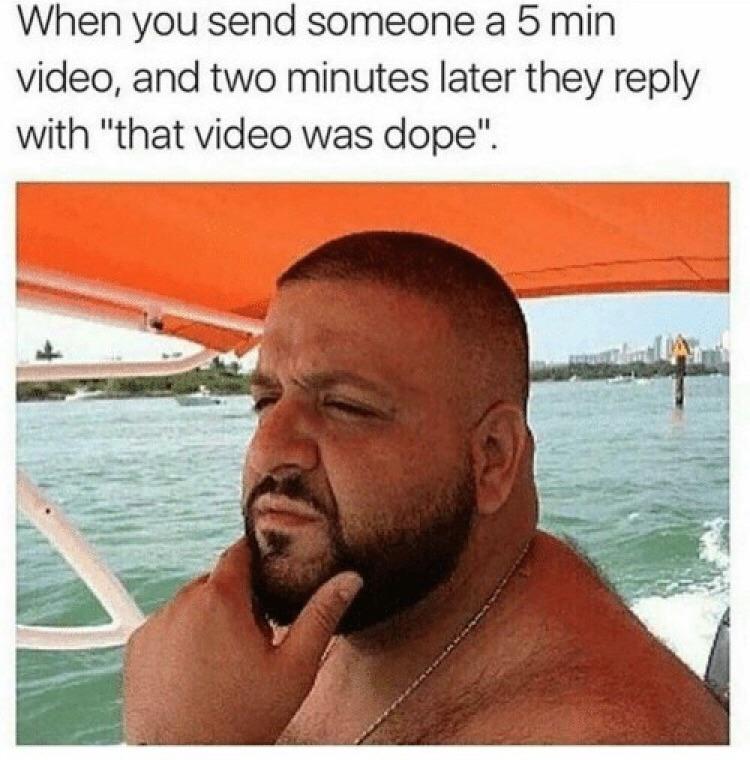 When you send someone a 5 min
video, and two minutes later they reply
with "that video was dope".